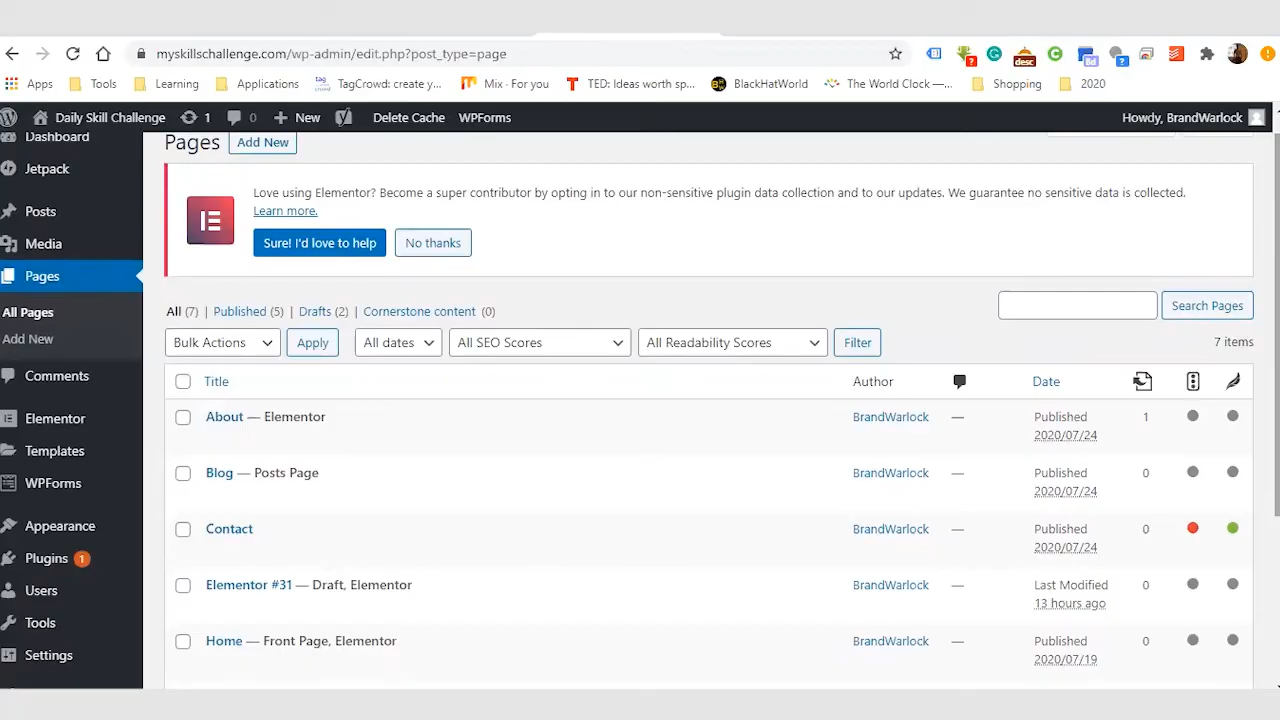 myskillschallenge.com/wp-admin/edit.php?post_type=page
desc
Apps Tools Learning Applications TagCrowd: create y... Mix · For you TED: Ideas worth sp... BlackHatWorld The World Clock —... Shopping 2020
Daily Skill Challenge 1 0 New Delete Cache WPForms Howdy, BrandWarlock
Dashboard
Jetpack
Posts
Media
Pages
All Pages
Add New
Comments
Elementor
Templates
WPForms
Appearance
Plugins 1
Users
Tools
Settings
Pages Add New
Love using Elementor? Become a super contributor by opting in to our non-sensitive plugin data collection and to our updates. We guarantee no sensitive data is collected.
Learn more.
Sure! I'd love to help No thanks
All (7) | Published (5) | Drafts (2) | Cornerstone content (0)
Search Pages
Bulk Actions Apply All dates All SEO Scores All Readability Scores Filter 7 items
Title Author Date
About — Elementor BrandWarlock — Published 1
2020/07/24
Blog — Posts Page BrandWarlock — Published 0
2020/07/24
Contact BrandWarlock — Published 0
2020/07/24
Elementor #31 — Draft, Elementor BrandWarlock — Last Modified 0
13 hours ago
Home — Front Page, Elementor BrandWarlock — Published 0
2020/07/19